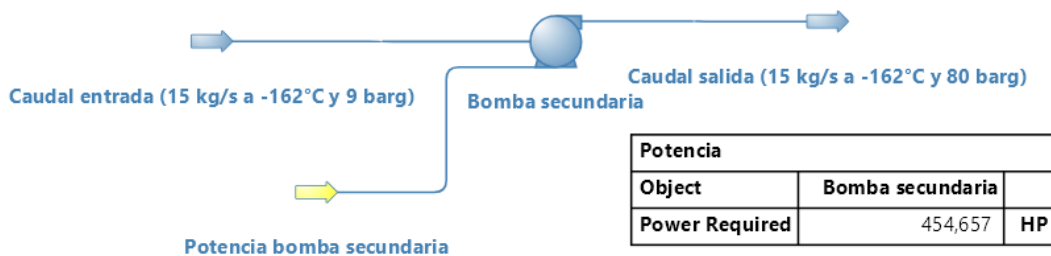 Caudal entrada (15 kg/s a -162°C y 9 barg)
Bomba secundaria
Caudal salida (15 kg/s a -162°C y 80 barg)
Potencia bomba secundaria
Potencia
Object Bomba secundaria
Power Required 454,657 HP